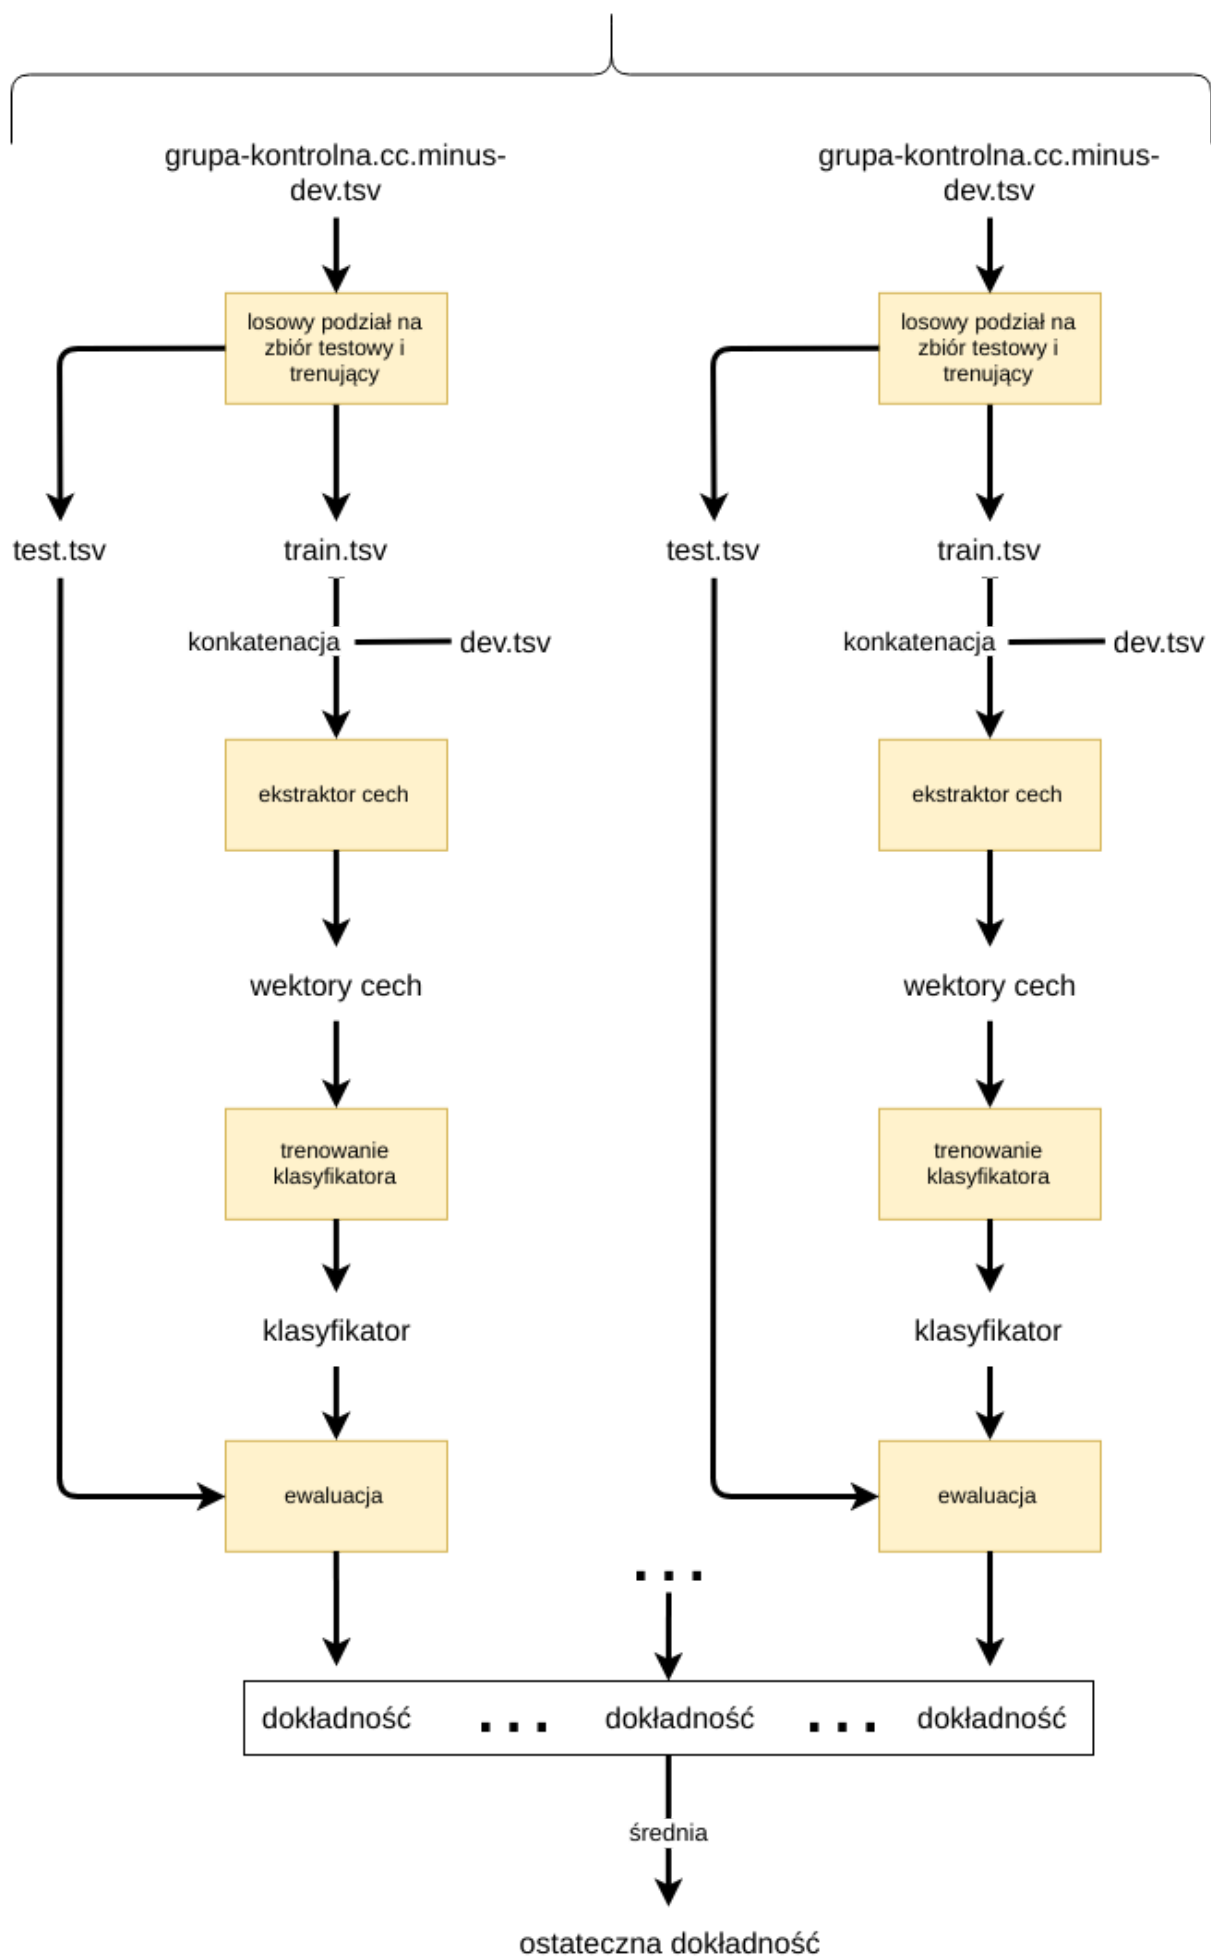 grupa-kontrolna.cc.minus-
dev.tsv
grupa-kontrolna.cc.minus-
dev.tsv
losowy podział na
zbiór testowy i
trenujący
losowy podział na
zbiór testowy i
trenujący
test.tsv
train.tsv
test.tsv
train.tsv
konkatenacja
dev.tsv
konkatenacja
dev.tsv
ekstraktor cech
ekstraktor cech
wektory cech
wektory cech
trenowanie
klasyfikatora
trenowanie
klasyfikatora
klasyfikator
klasyfikator
ewaluacja
ewaluacja
...
dokładność ... dokładność ... dokładność
średnia
ostateczna dokładność